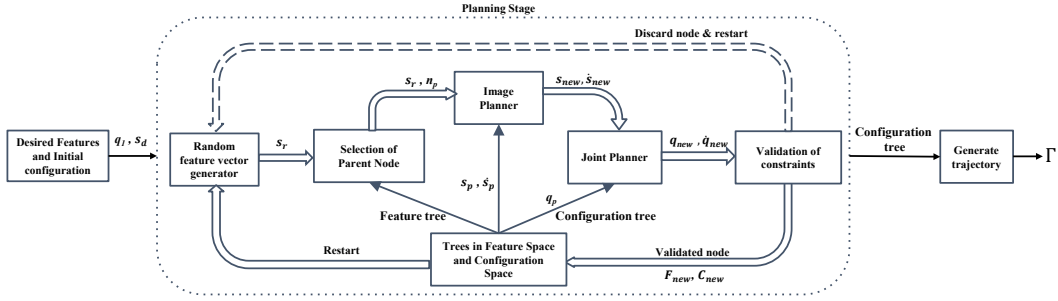 Planning Stage
Discard node & restart
Desired Features
and Initial
configuration
q_I , s_d
Random
feature vector
generator
s_r
Selection of
Parent Node
s_r , n_p
Image
Planner
s_new, ṡ_new
Joint Planner
q_new , q̇_new
Validation of
constraints
Configuration
tree
Generate
trajectory
Γ
s_p , ṡ_p
q_p
Feature tree
Configuration tree
Restart
Trees in Feature Space
and Configuration
Space
Validated node
F_new, C_new